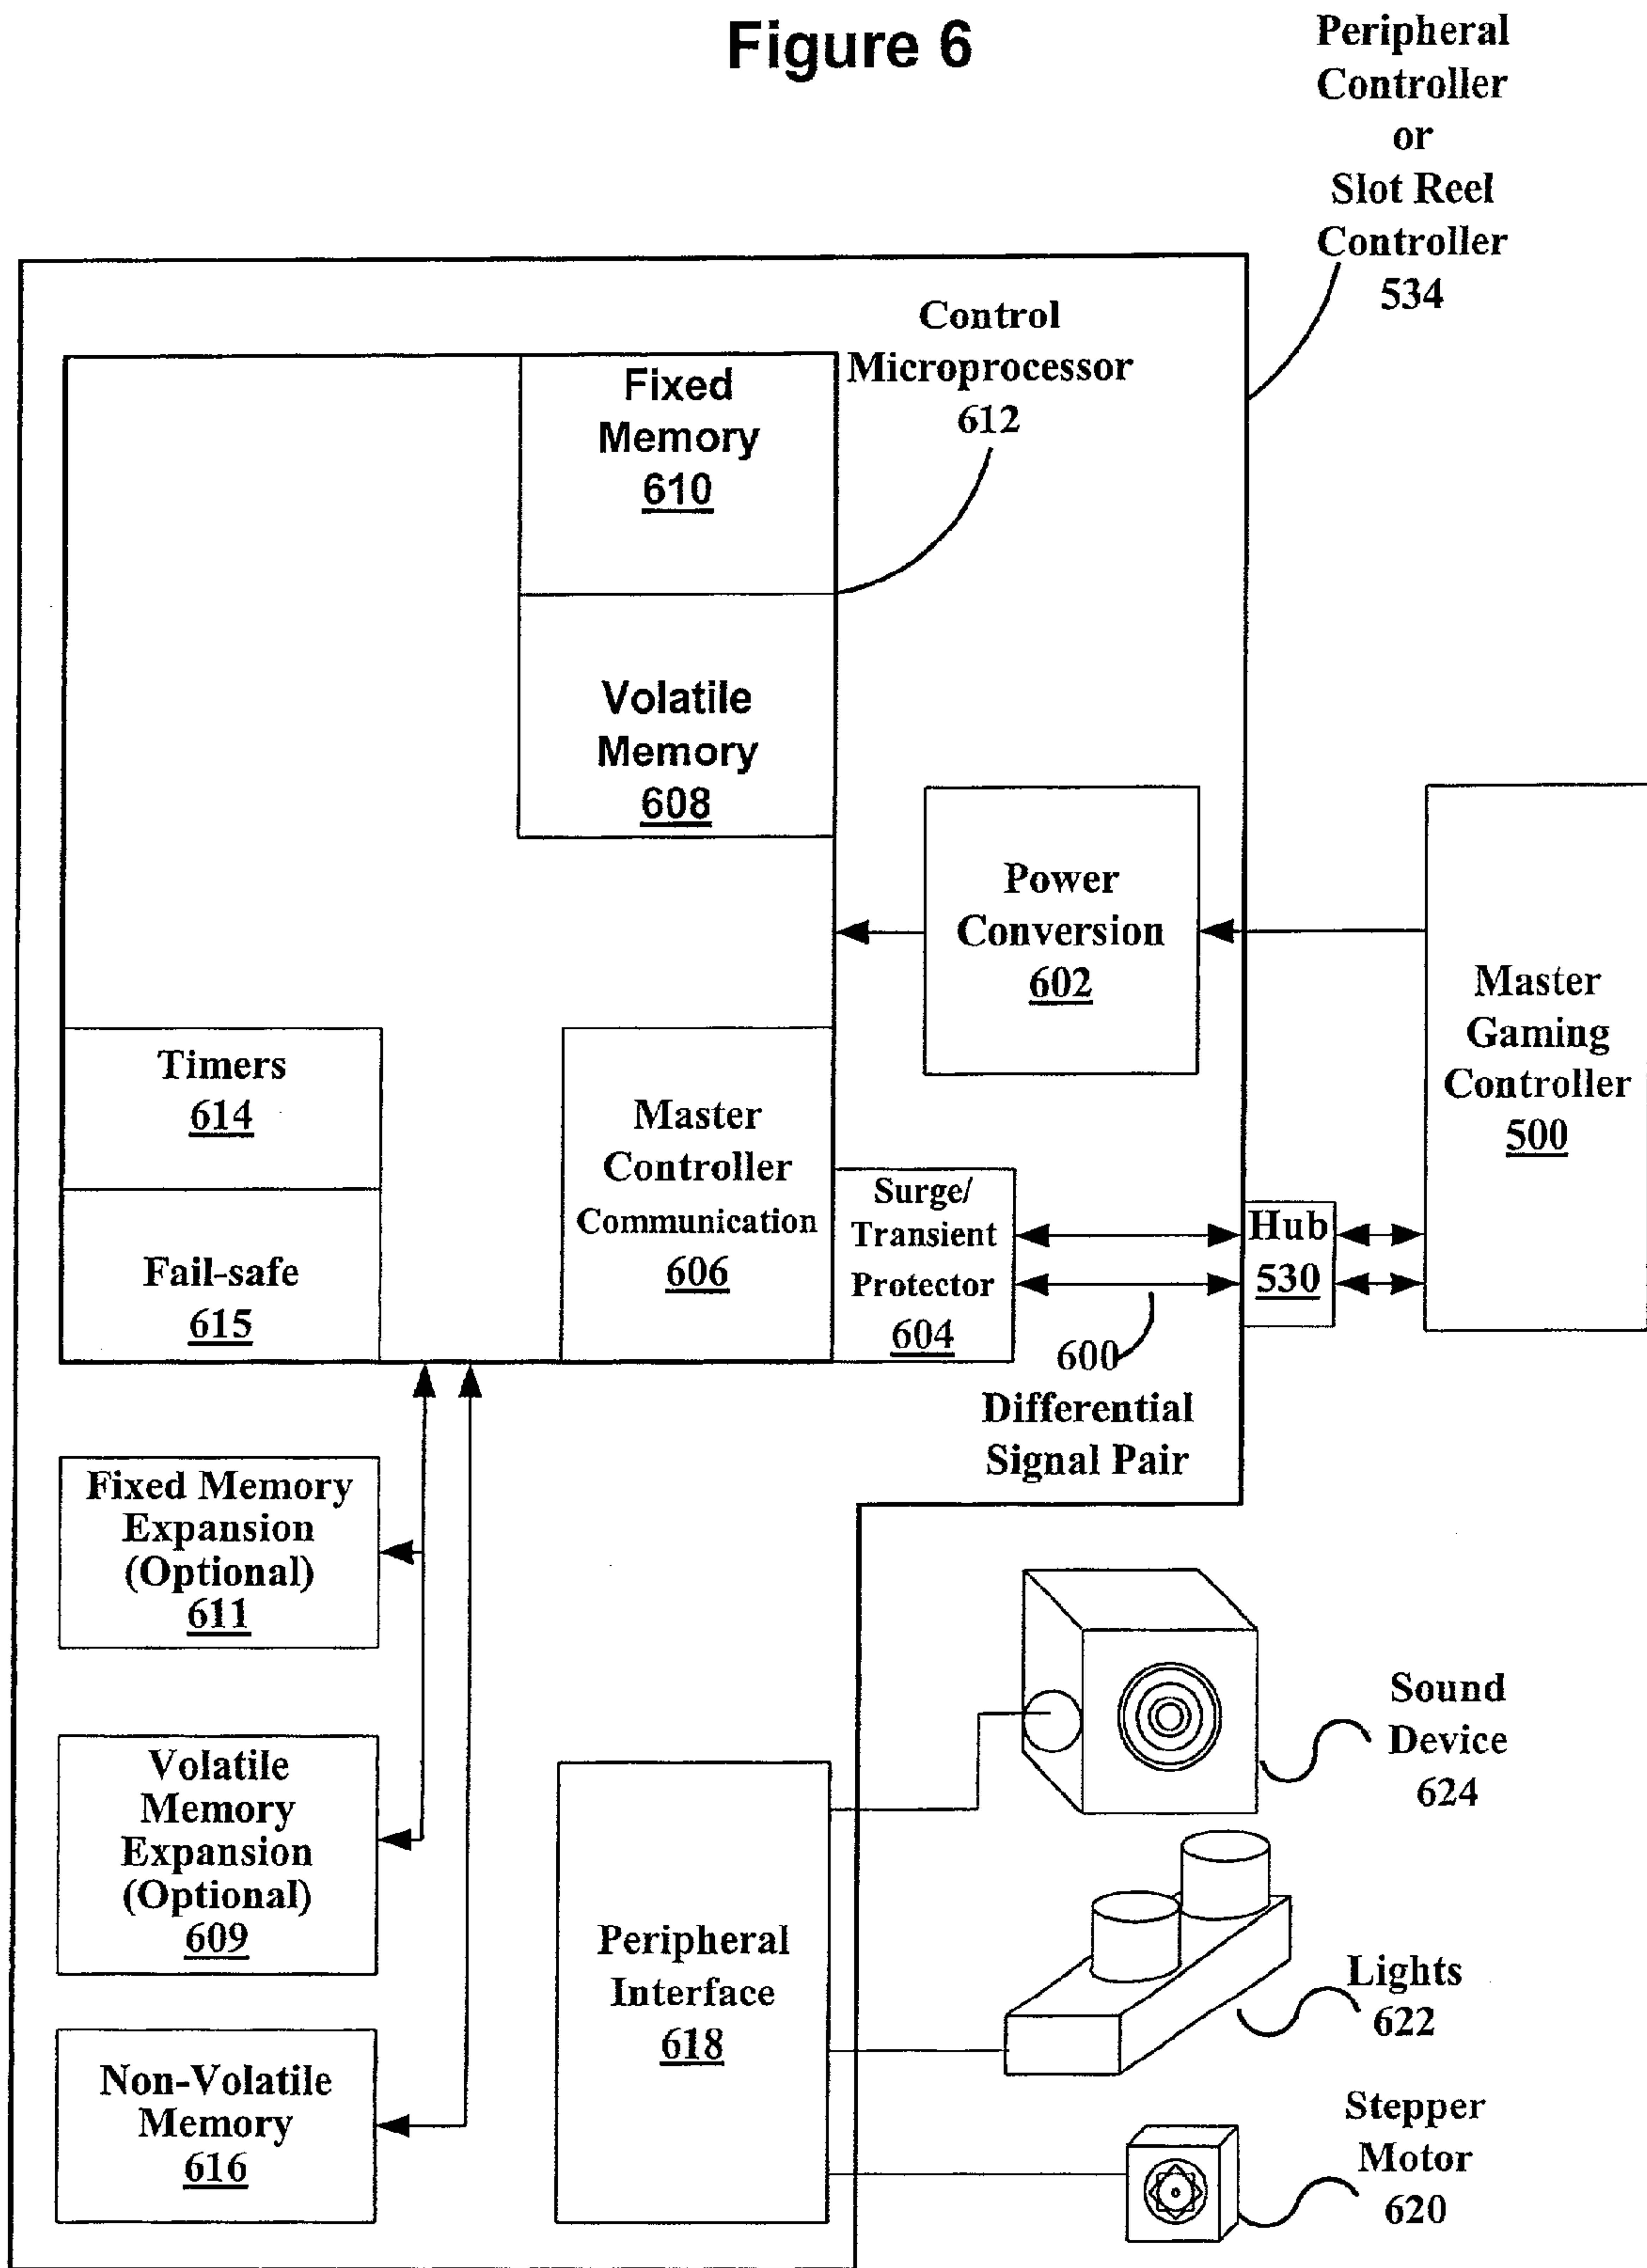 Figure 6
Peripheral
Controller
or
Slot Reel
Controller
534
Control
Microprocessor
612
Fixed
Memory
610
Volatile
Memory
608
Power
Conversion
602
Master
Gaming
Controller
500
Timers
614
Fail-safe
615
Master
Controller
Communication
606
Surge/
Transient
Protector
604
Hub
530
600
Differential
Signal Pair
Fixed Memory
Expansion
(Optional)
611
Volatile
Memory
Expansion
(Optional)
609
Non-Volatile
Memory
616
Peripheral
Interface
618
Sound
Device
624
Lights
622
Stepper
Motor
620